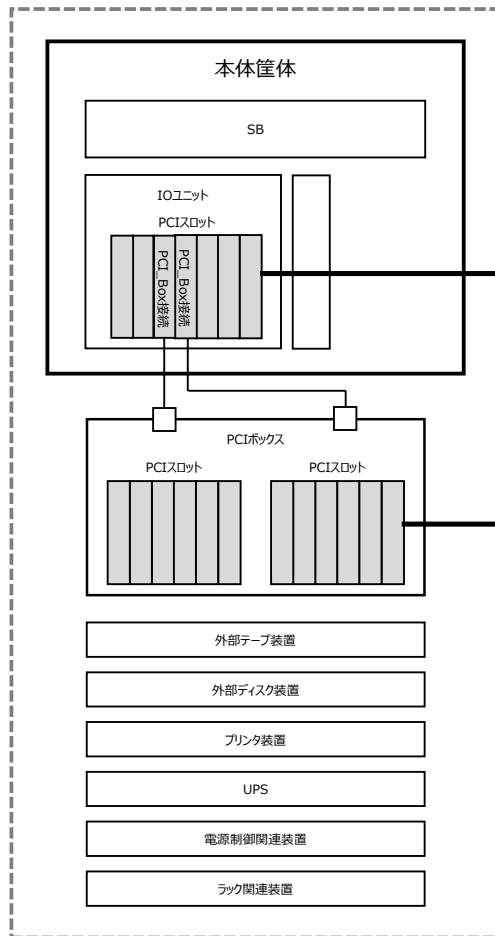 本体筐体
SB
IOユニット
PCIスロット
PCI_Box接続
PCI_Box接続
PCIボックス
PCIスロット
PCIスロット
外部テープ装置
外部ディスク装置
プリンタ装置
UPS
電源制御関連装置
ラック関連装置